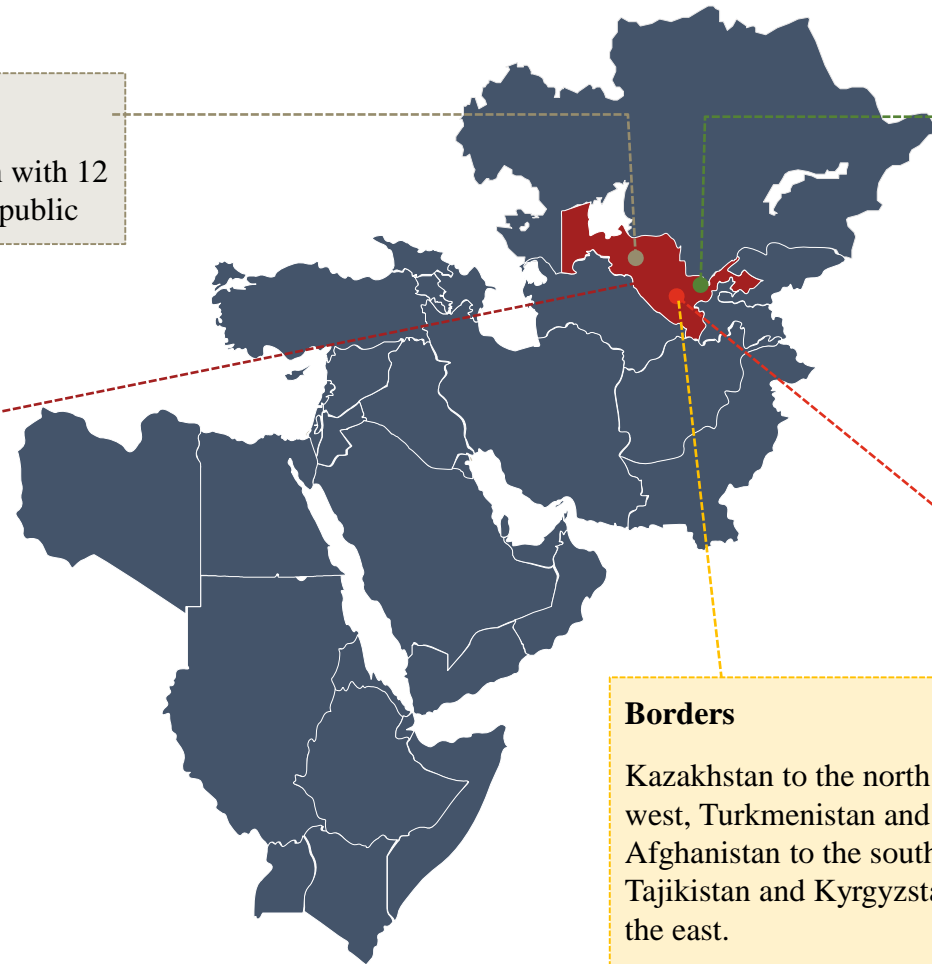 with 12
public
Borders
Kazakhstan to the north
west, Turkmenistan and
Afghanistan to the south
Tajikistan and Kyrgyzsta
the east.